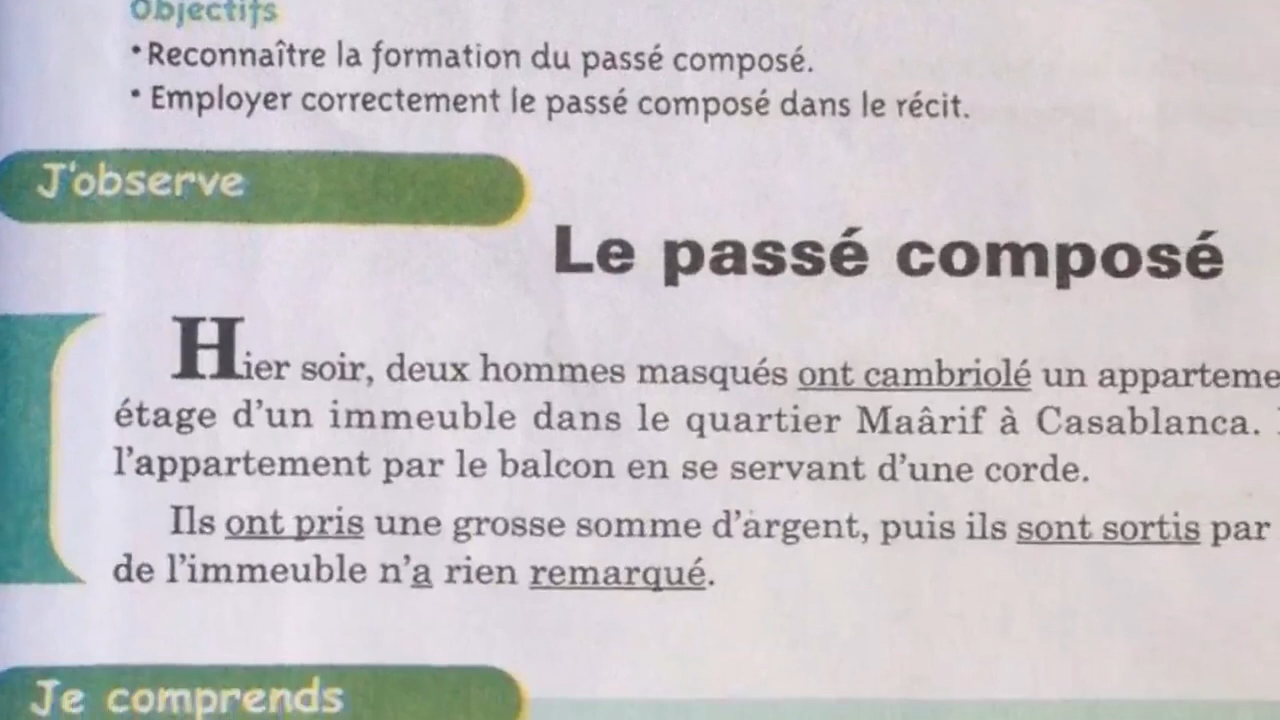 Objectifs
• Reconnaître la formation du passé composé.
• Employer correctement le passé composé dans le récit.
J'observe
Le passé composé
Hier soir, deux hommes masqués ont cambriolé un apparteme
étage d'un immeuble dans le quartier Maârif à Casablanca.
l'appartement par le balcon en se servant d'une corde.
Ils ont pris une grosse somme d'argent, puis ils sont sortis par
de l'immeuble n'a rien remarqué.
Je comprends